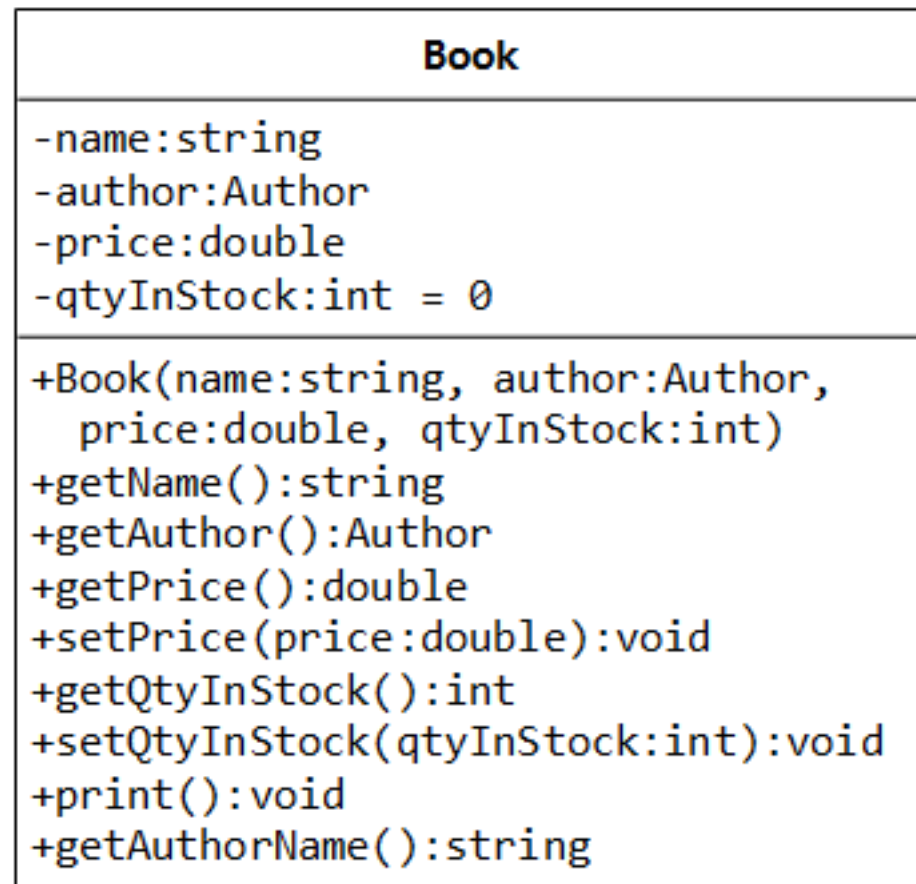 Book
-name:string
-author:Author
-price:double
-qtyInStock:int = 0
+Book(name:string, author:Author,
price:double, qtyInStock:int)
+getName():string
+getAuthor():Author
+getPrice():double
+setPrice(price:double):void
+getQtyInStock():int
+setQtyInStock(qtyInStock:int):void
+print():void
+getAuthorName():string